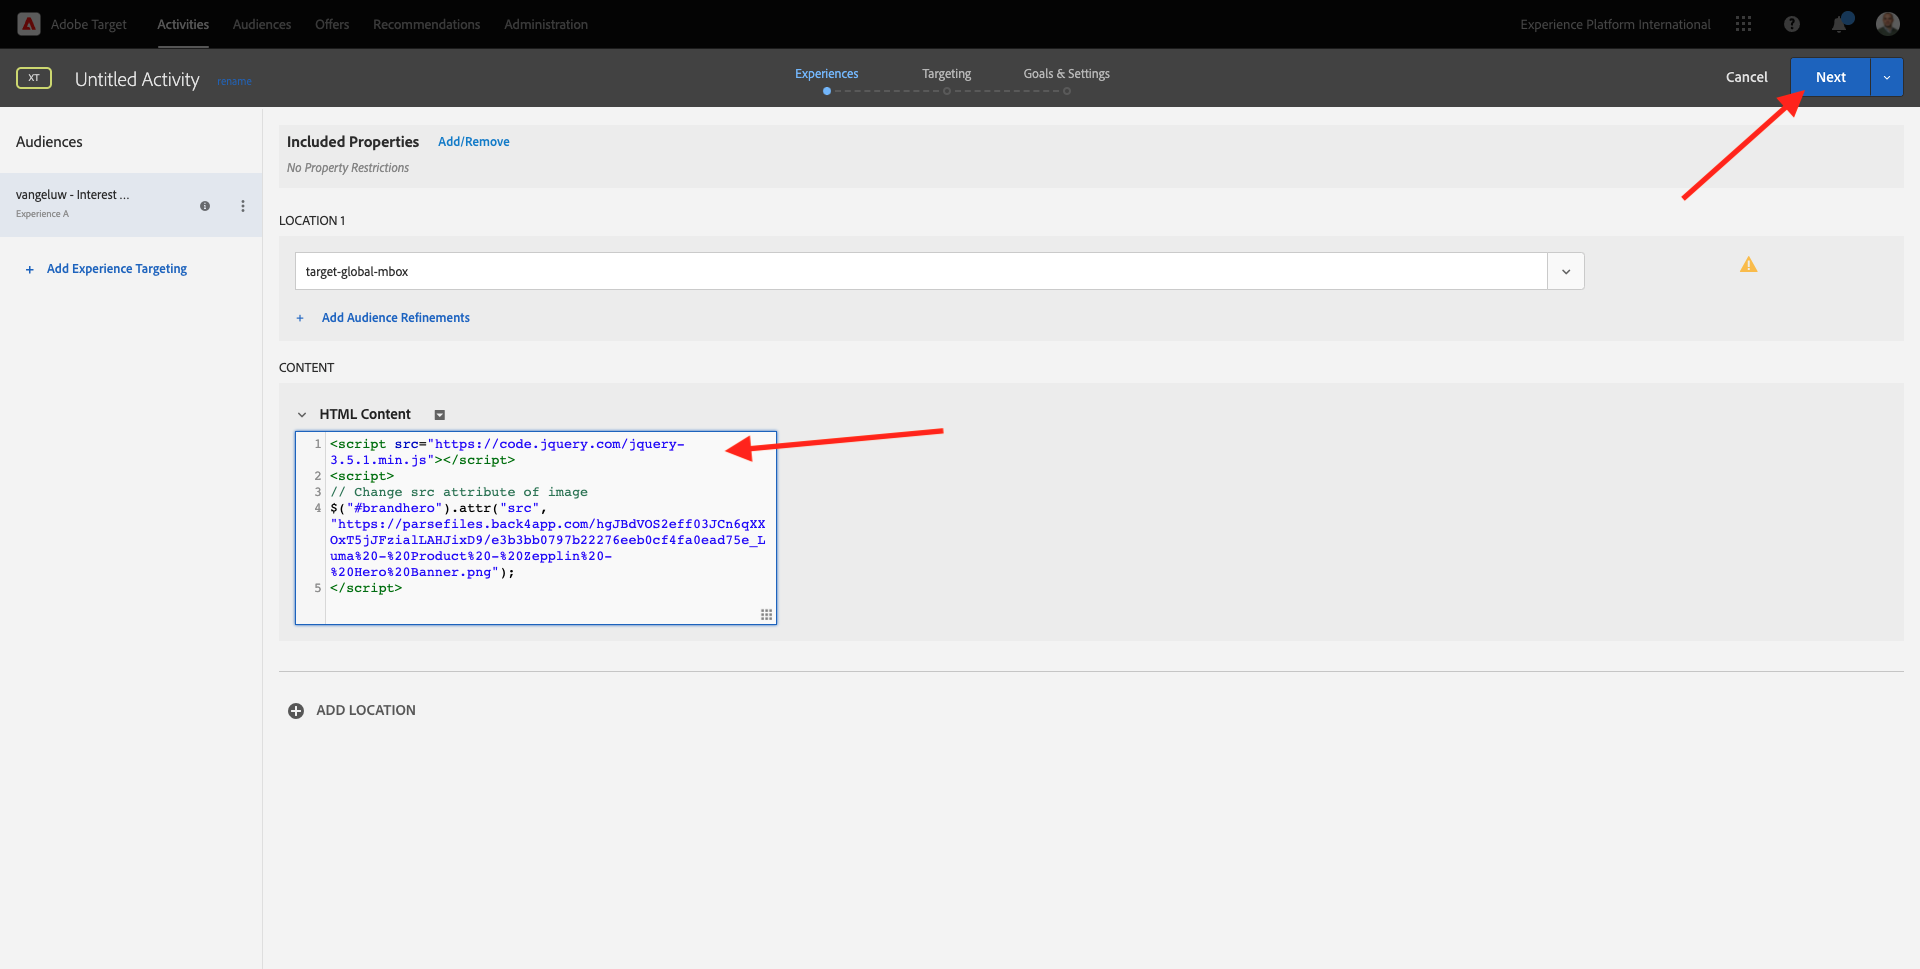 Adobe Target
Activities
Audiences
Offers
Recommendations
Administration
Experience Platform International
XT
Untitled Activity
rename
Experiences
Targeting
Goals & Settings
Cancel
Next
Audiences
vangeluw - Interest ...
Experience A
+ Add Experience Targeting
Included Properties
Add/Remove
No Property Restrictions
LOCATION 1
target-global-mbox
+ Add Audience Refinements
CONTENT
HTML Content
1 <script src="https://code.jquery.com/jquery-
3.5.1.min.js"></script>
2 <script>
3 // Change src attribute of image
4 $("#brandhero").attr("src",
"https://parsefiles.back4app.com/hgJBdVOS2eff03JCn6qXX
OxT5jJFzialLAHJixD9/e3b3bb0797b22276eeb0cf4fa0ead75e_L
uma%20-%20Product%20-%20Zepplin%20-
%20Hero%20Banner.png");
5 </script>
ADD LOCATION